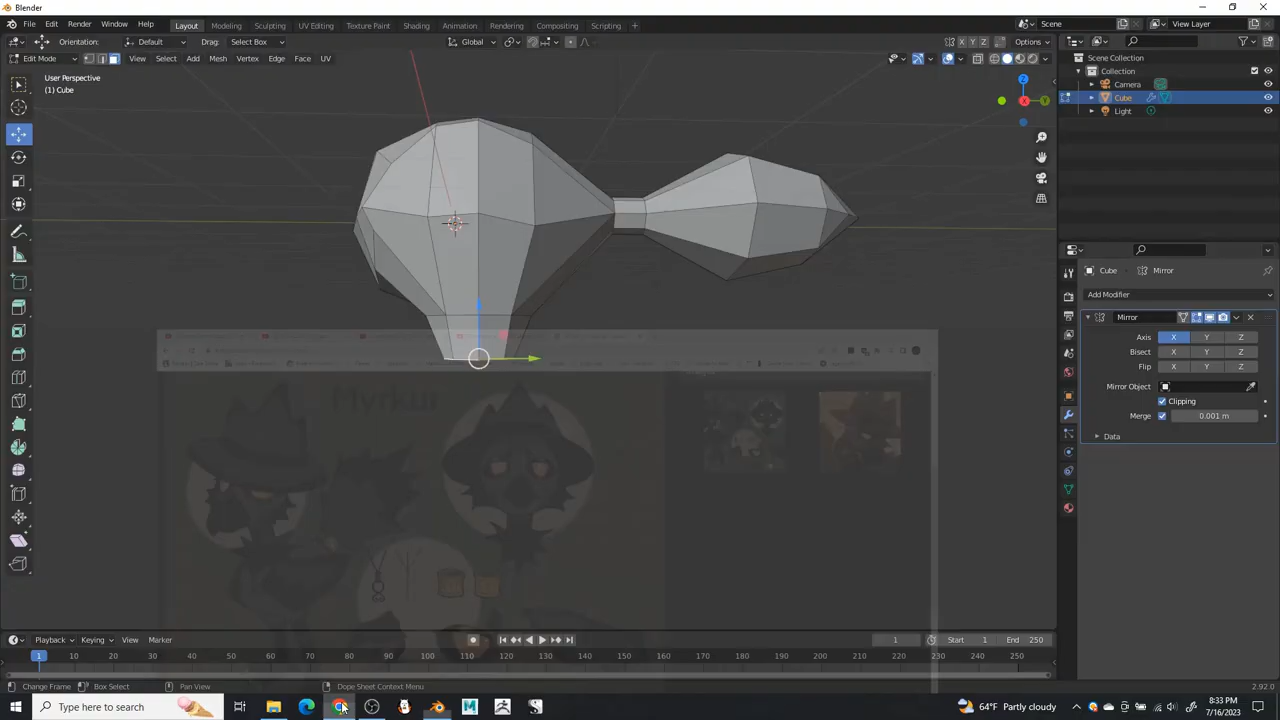 Blender
File Edit Render Window Help Layout Modeling Sculpting UV Editing Texture Paint Shading Animation Rendering Compositing Scripting + Scene View Layer
Orientation: Default Drag: Select Box Global X Y Z Options
Edit Mode View Select Add Mesh Vertex Edge Face UV
User Perspective
(1) Cube
Z
X
Y
Scene Collection
Collection
Camera
Cube
Light
Cube Mirror
Add Modifier
Mirror
Axis X Y Z
Bisect X Y Z
Flip X Y Z
Mirror Object
Clipping
Merge 0.001 m
Data
Playback Keying View Marker 1 Start 1 End 250
1 10 20 30 40 50 60 70 80 90 100 110 120 130 140 150 160 170 180 190 200 210 220 230 240 250
Change Frame Box Select Pan View Dope Sheet Context Menu 2.92.0
Type here to search
64°F Partly cloudy
8:33 PM
7/16/2023